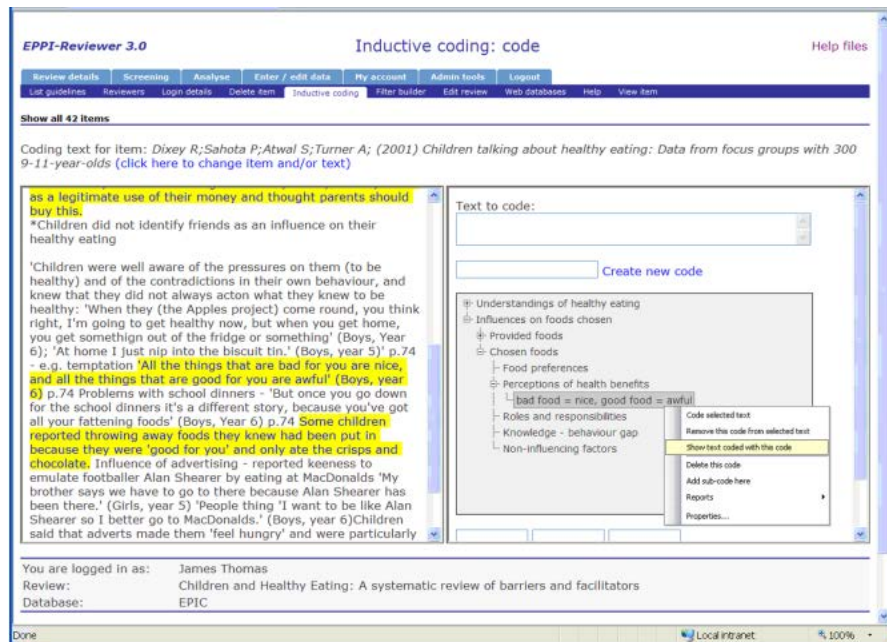 EPPI-Reviewer 3.0
Inductive coding: code
Help files
Review details Screening Analyse Enter / edit data My account Admin tools Logout
List guidelines Reviewers Login details Delete item Inductive coding Filter builder Edit review Web databases Help View item
Show all 42 items
Coding text for item: Dixey R;Sahota P;Atwal S;Turner A; (2001) Children talking about healthy eating: Data from focus groups with 300
9-11-year-olds (click here to change item and/or text)
as a legitimate use of their money and thought parents should
buy this.
*Children did not identify friends as an influence on their
healthy eating
'Children were well aware of the pressures on them (to be
healthy) and of the contradictions in their own behaviour, and
knew that they did not always acton what they knew to be
healthy: 'When they (the Apples project) come round, you think
right, I'm going to get healthy now, but when you get home,
you get somethign out of the fridge or something' (Boys, Year
6); 'At home I just nip into the biscuit tin.' (Boys, year 5)' p.74
- e.g. temptation 'All the things that are bad for you are nice,
and all the things that are good for you are awful' (Boys, year
6) p.74 Problems with school dinners - 'But once you go down
for the school dinners it's a different story, because you've got
all your fattening foods' (Boys, Year 6) p.74 Some children
reported throwing away foods they knew had been put in
because they were 'good for you' and only ate the crisps and
chocolate. Influence of advertising - reported keeness to
emulate footballer Alan Shearer by eating at MacDonalds 'My
brother says we have to go to there because Alan Shearer has
been there.' (Girls, year 5) 'People thing 'I want to be like Alan
Shearer so I better go to MacDonalds.' (Boys, year 6)Children
said that adverts made them 'feel hungry' and were particularly
Text to code:
Create new code
Understandings of healthy eating
Influences on foods chosen
Provided foods
Chosen foods
Food preferences
Perceptions of health benefits
bad food = nice, good food = awful
Roles and responsibilities
Knowledge - behaviour gap
Non-influencing factors
Code selected text
Remove this code from selected text
Show text coded with this code
Delete this code
Add sub-code here
Reports
Properties...
You are logged in as: James Thomas
Review: Children and Healthy Eating: A systematic review of barriers and facilitators
Database: EPIC
Done
Local intranet
100%